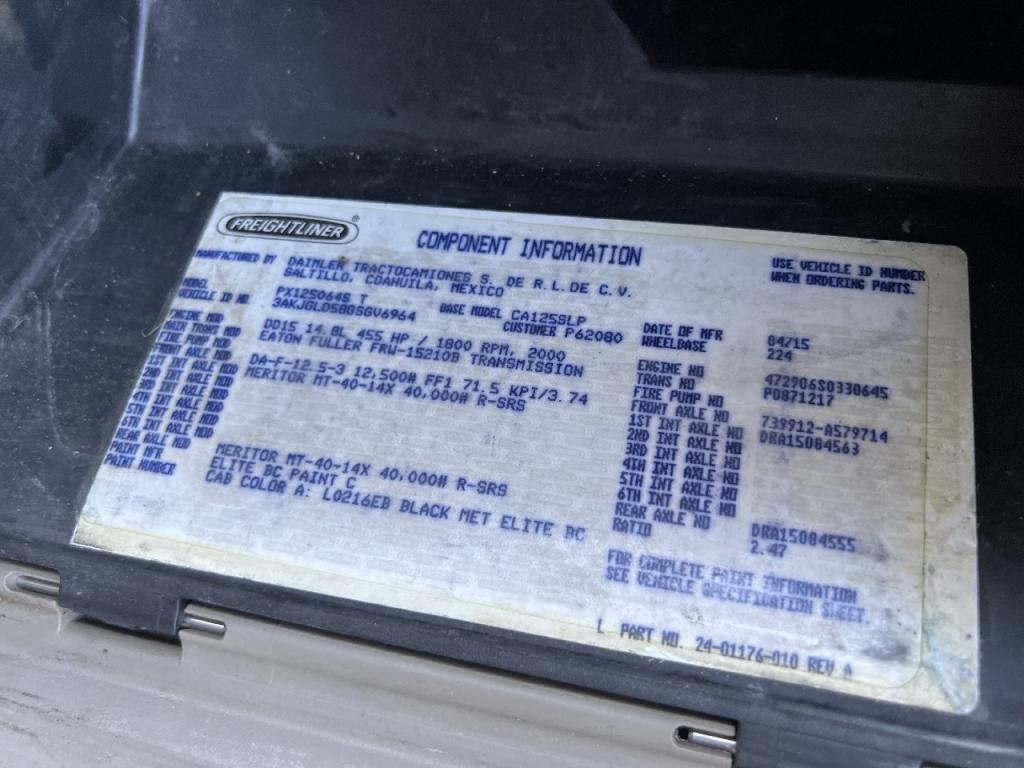 FREIGHTLINER ®
COMPONENT INFORMATION
USE VEHICLE ID NUMBER
WHEN ORDERING PARTS.
MANUFACTURED BY DAIMLER TRACTOCAMIONES S. DE R.L.DE C.V.
SALTILLO, COAHUILA, MEXICO
MODEL PX125064S T BASE MODEL CA125SLP DATE OF MFR 04/15
VEHICLE ID NO. 3AKJGLD58GSGV6964 CUSTOMER P62080 WHEELBASE 224
ENGINE MOD DD15 14.8L 455 HP / 1800 RPM, 2000 ENGINE NO 472906S0330645
MAIN TRANS MOD EATON FULLER FRW-15210B TRANSMISSION TRANS NO P0871217
FIRE PUMP MOD FIRE PUMP NO
FRONT AXLE MOD DA-F-12.5-3 12,500# FF1 71.5 KPI/3.74 FRONT AXLE NO 739912-A579714
1ST INT AXLE MOD MERITOR MT-40-14X 40,000# R-SRS 1ST INT AXLE NO DRA15084563
2ND INT AXLE MOD 2ND INT AXLE NO
3RD INT AXLE MOD 3RD INT AXLE NO
4TH INT AXLE MOD 4TH INT AXLE NO
5TH INT AXLE MOD 5TH INT AXLE NO
6TH INT AXLE MOD 6TH INT AXLE NO
REAR AXLE MOD MERITOR MT-40-14X 40,000# R-SRS REAR AXLE NO DRA15084555
PAINT MFR ELITE BC PAINT C RATIO 2.47
PAINT NUMBER CAB COLOR A: L0216EB BLACK MET ELITE BC
FOR COMPLETE PAINT INFORMATION
SEE VEHICLE SPECIFICATION SHEET.
L PART NO. 24-01176-010 REV A